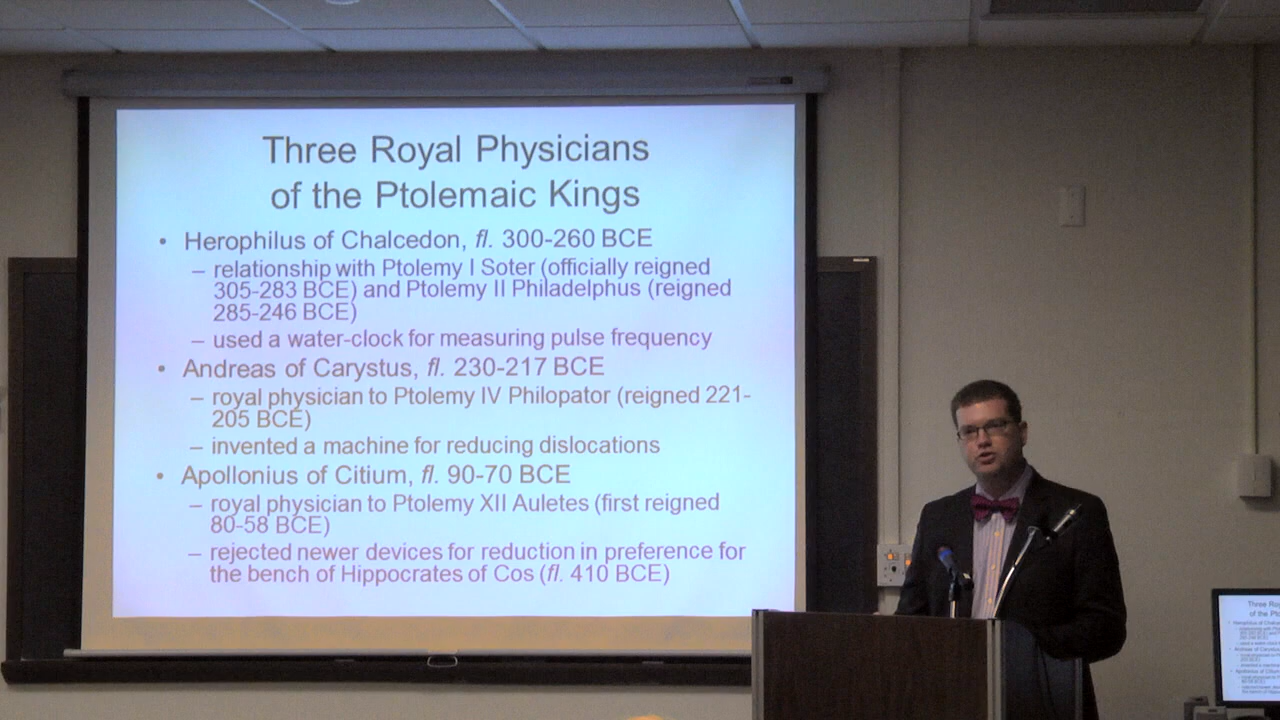 Three Royal Physicians
of the Ptolemaic Kings
• Herophilus of Chalcedon, fl. 300-260 BCE
– relationship with Ptolemy I Soter (officially reigned
305-283 BCE) and Ptolemy II Philadelphus (reigned
285-246 BCE)
– used a water-clock for measuring pulse frequency
• Andreas of Carystus, fl. 230-217 BCE
– royal physician to Ptolemy IV Philopator (reigned 221-
205 BCE)
– invented a machine for reducing dislocations
• Apollonius of Citium, fl. 90-70 BCE
– royal physician to Ptolemy XII Auletes (first reigned
80-58 BCE)
– rejected newer devices for reduction in preference for
the bench of Hippocrates of Cos (fl. 410 BCE)
Three Ro
of the Pto